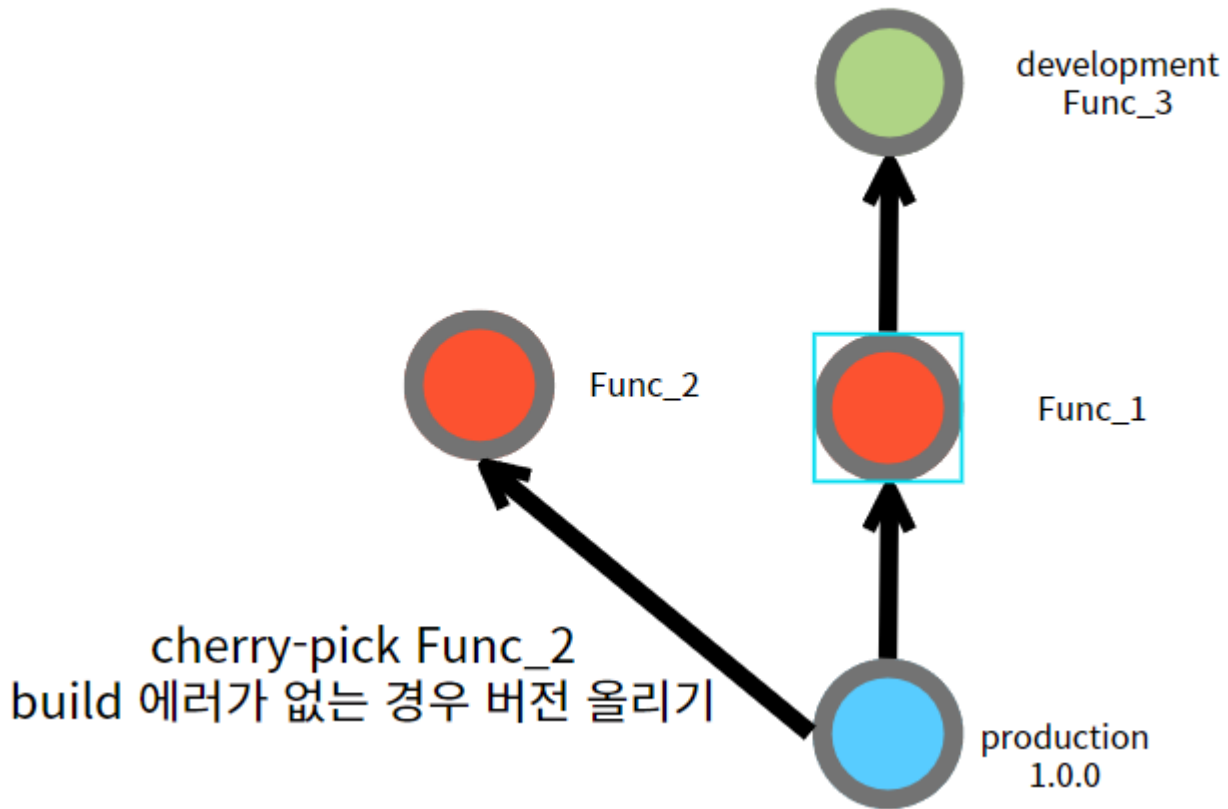 development
Func_3
Func_2
Func_1
cherry-pick Func_2
build 에러가 없는 경우 버전 올리기
production
1.0.0